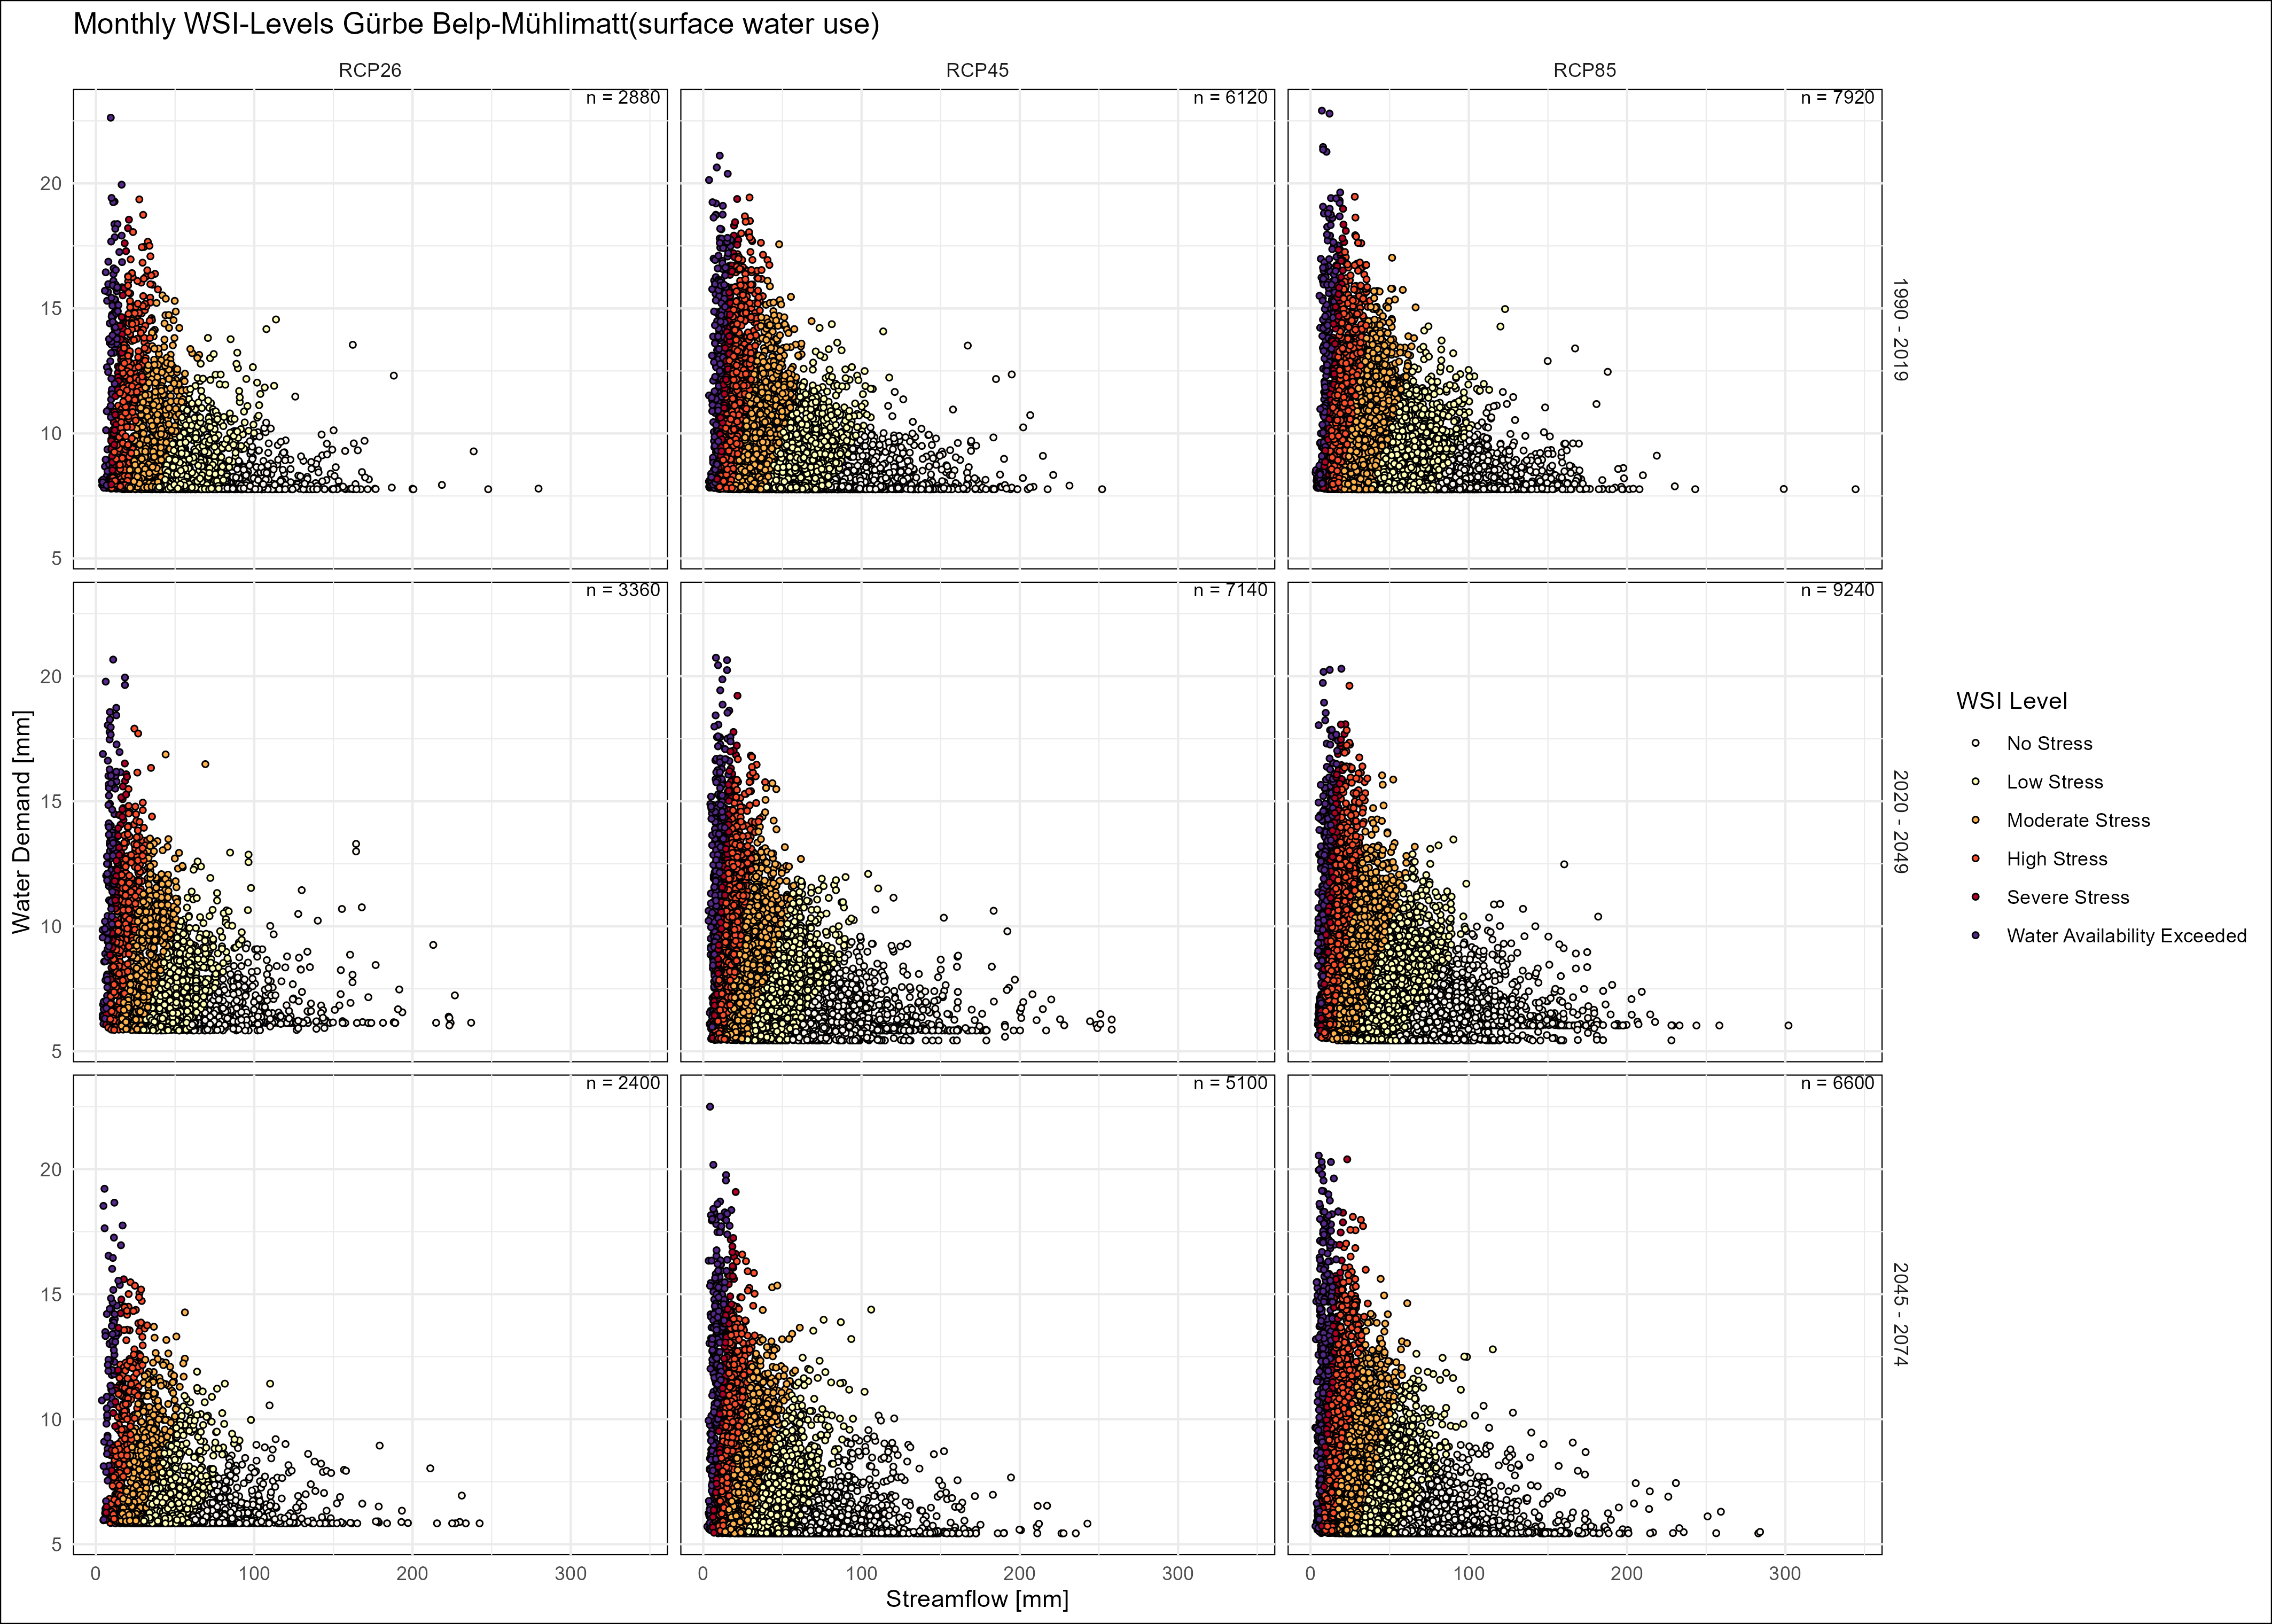 Monthly WSI-Levels Gürbe Belp-Mühlimatt(surface water use)
RCP26
RCP45
RCP85
n = 2880
n = 6120
n = 7920
20
15
10
5
1990 - 2019
n = 3360
n = 7140
n = 9240
20
15
10
5
2020 - 2049
n = 2400
n = 5100
n = 6600
20
15
10
5
2045 - 2074
0
100
200
300
0
100
200
300
0
100
200
300
Streamflow [mm]
Water Demand [mm]
WSI Level
No Stress
Low Stress
Moderate Stress
High Stress
Severe Stress
Water Availability Exceeded